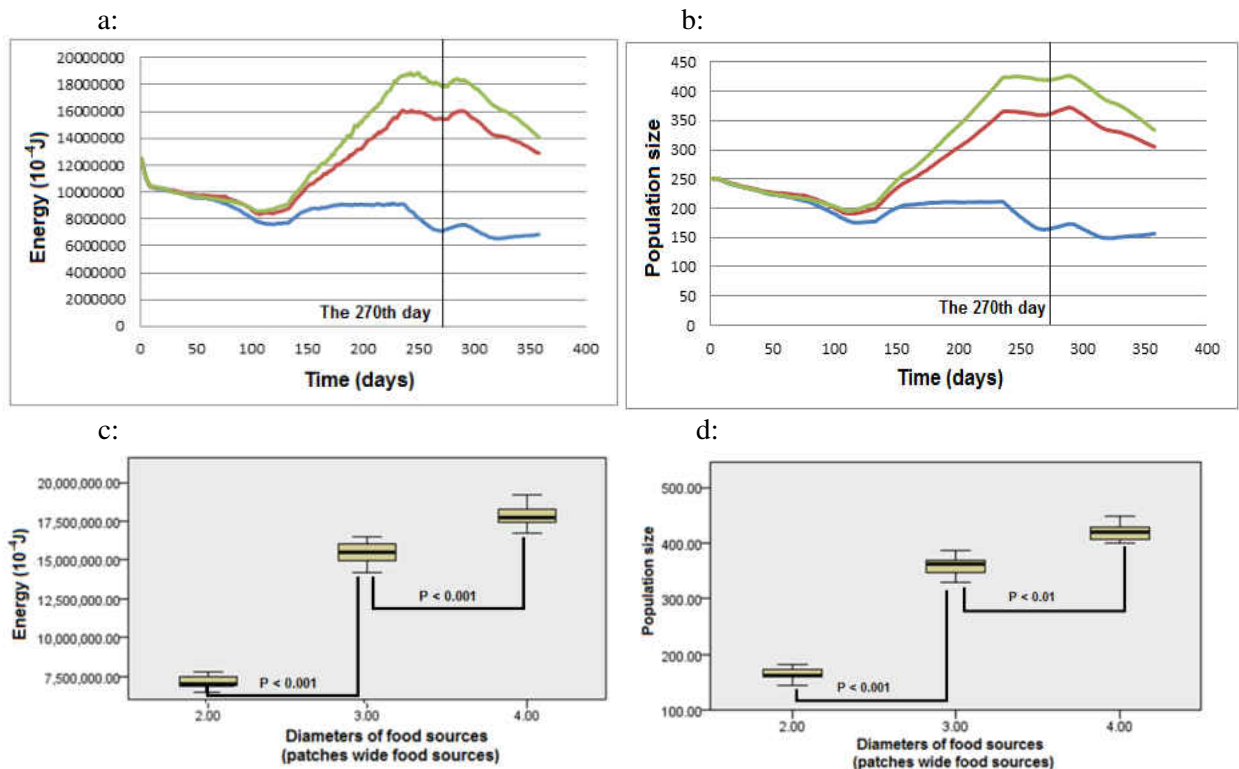 a:
20000000
18000000
16000000
14000000
12000000
10000000
8000000
6000000
4000000
2000000
0
Energy (10⁻⁴J)
The 270th day
0 50 100 150 200 250 300 350 400
Time (days)
b:
450
400
350
300
250
200
150
100
50
0
Population size
The 270th day
0 50 100 150 200 250 300 350 400
Time (days)
c:
20,000,000.00
17,500,000.00
15,000,000.00
12,500,000.00
10,000,000.00
7,500,000.00
Energy (10⁻⁴J)
P < 0.001
P < 0.001
2.00 3.00 4.00
Diameters of food sources
(patches wide food sources)
d:
500.00
400.00
300.00
200.00
100.00
Population size
P < 0.01
P < 0.001
2.00 3.00 4.00
Diameters of food sources
(patches wide food sources)